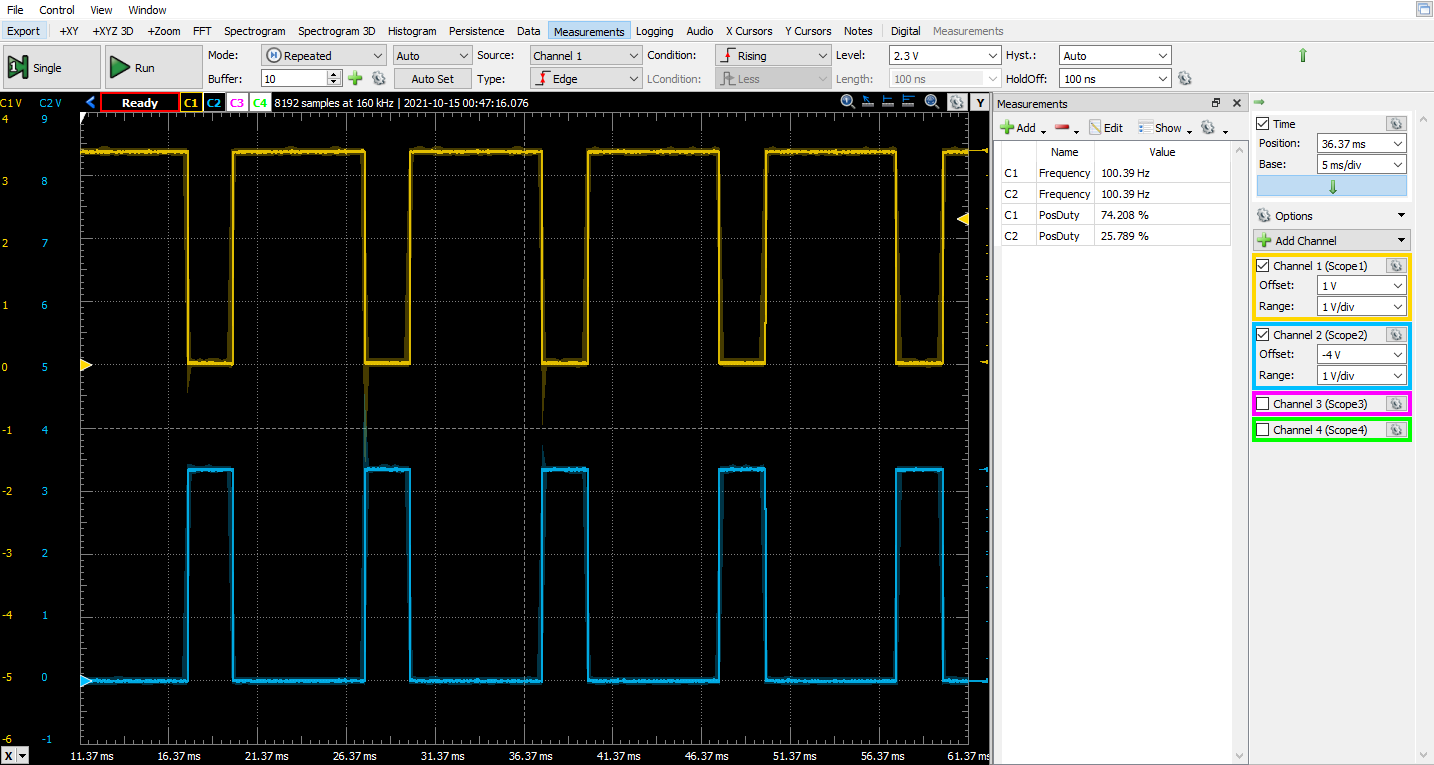 File Control View Window
Export +XY +XYZ 3D +Zoom FFT Spectrogram Spectrogram 3D Histogram Persistence Data Measurements Logging Audio X Cursors Y Cursors Notes Digital Measurements
Single Run Mode: Repeated Auto Source: Channel 1 Condition: Rising Level: 2.3 V Hyst.: Auto
Buffer: 10 Auto Set Type: Edge LCondition: Less Length: 100 ns HoldOff: 100 ns
C1 V C2 V Ready C1 C2 C3 C4 8192 samples at 160 kHz | 2021-10-15 00:47:16.076 Y
4 9
3 8
2 7
1 6
0 5
-1 4
-2 3
-3 2
-4 1
-5 0
-6 -1
X 11.37 ms 16.37 ms 21.37 ms 26.37 ms 31.37 ms 36.37 ms 41.37 ms 46.37 ms 51.37 ms 56.37 ms 61.37 ms
Measurements
Add Edit Show
Name Value
C1 Frequency 100.39 Hz
C2 Frequency 100.39 Hz
C1 PosDuty 74.208 %
C2 PosDuty 25.789 %
Time
Position: 36.37 ms
Base: 5 ms/div
Options
Add Channel
Channel 1 (Scope1)
Offset: 1 V
Range: 1 V/div
Channel 2 (Scope2)
Offset: -4 V
Range: 1 V/div
Channel 3 (Scope3)
Channel 4 (Scope4)